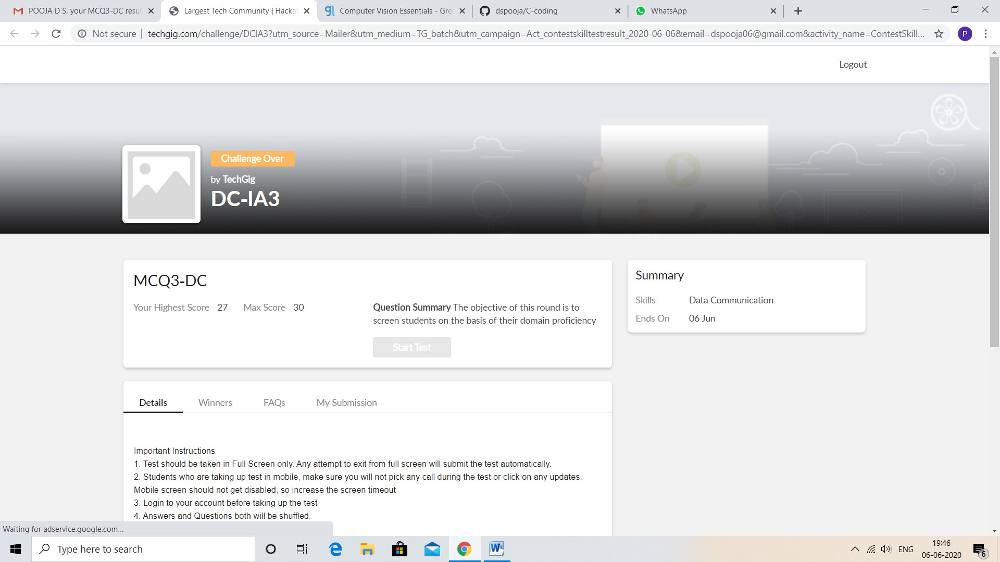 POOJA D S, your MCQ3-DC resul
Largest Tech Community | Hacka
Computer Vision Essentials - Gre
dspooja/C-coding
WhatsApp
Not secure
techgig.com/challenge/DCIA3?utm_source=Mailer&utm_medium=TG_batch&utm_campaign=Act_contestskilltestresult_2020-06-06&email=dspooja06@gmail.com&activity_name=ContestSkill...
P
Logout
Challenge Over
by TechGig
DC-IA3
MCQ3-DC
Your Highest Score 27 Max Score 30
Question Summary The objective of this round is to
screen students on the basis of their domain proficiency
Start Test
Summary
Skills Data Communication
Ends On 06 Jun
Details Winners FAQs My Submission
Important Instructions
1. Test should be taken in Full Screen only. Any attempt to exit from full screen will submit the test automatically.
2. Students who are taking up test in mobile, make sure you will not pick any call during the test or click on any updates.
Mobile screen should not get disabled, so increase the screen timeout
3. Login to your account before taking up the test
4. Answers and Questions both will be shuffled.
Waiting for adservice.google.com...
Type here to search
ENG
19:46
06-06-2020
6